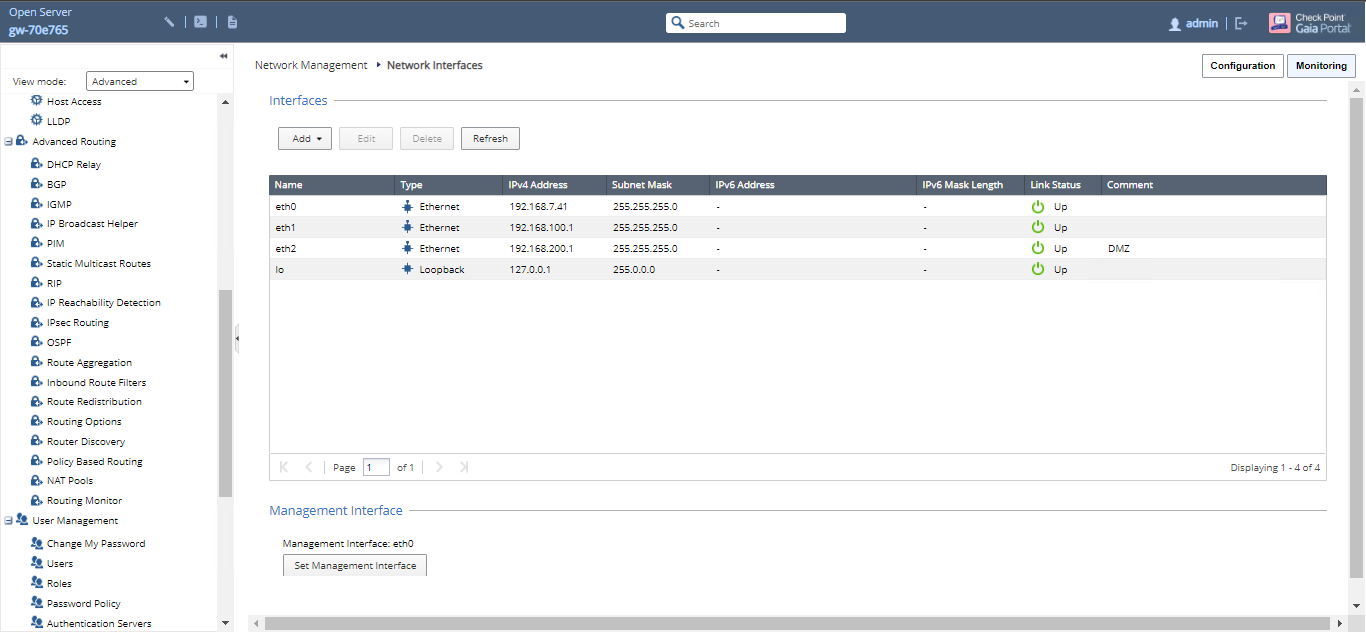 Open Server
gw-70e765
Search
admin
Check Point
Gaia Portal
View mode: Advanced
Host Access
LLDP
Advanced Routing
DHCP Relay
BGP
IGMP
IP Broadcast Helper
PIM
Static Multicast Routes
RIP
IP Reachability Detection
IPsec Routing
OSPF
Route Aggregation
Inbound Route Filters
Route Redistribution
Routing Options
Router Discovery
Policy Based Routing
NAT Pools
Routing Monitor
User Management
Change My Password
Users
Roles
Password Policy
Authentication Servers
Network Management Network Interfaces
Configuration Monitoring
Interfaces
Add Edit Delete Refresh
Name Type IPv4 Address Subnet Mask IPv6 Address IPv6 Mask Length Link Status Comment
eth0 Ethernet 192.168.7.41 255.255.255.0 - - Up
eth1 Ethernet 192.168.100.1 255.255.255.0 - - Up
eth2 Ethernet 192.168.200.1 255.255.255.0 - - Up DMZ
lo Loopback 127.0.0.1 255.0.0.0 - - Up
Page 1 of 1 Displaying 1 - 4 of 4
Management Interface
Management Interface: eth0
Set Management Interface